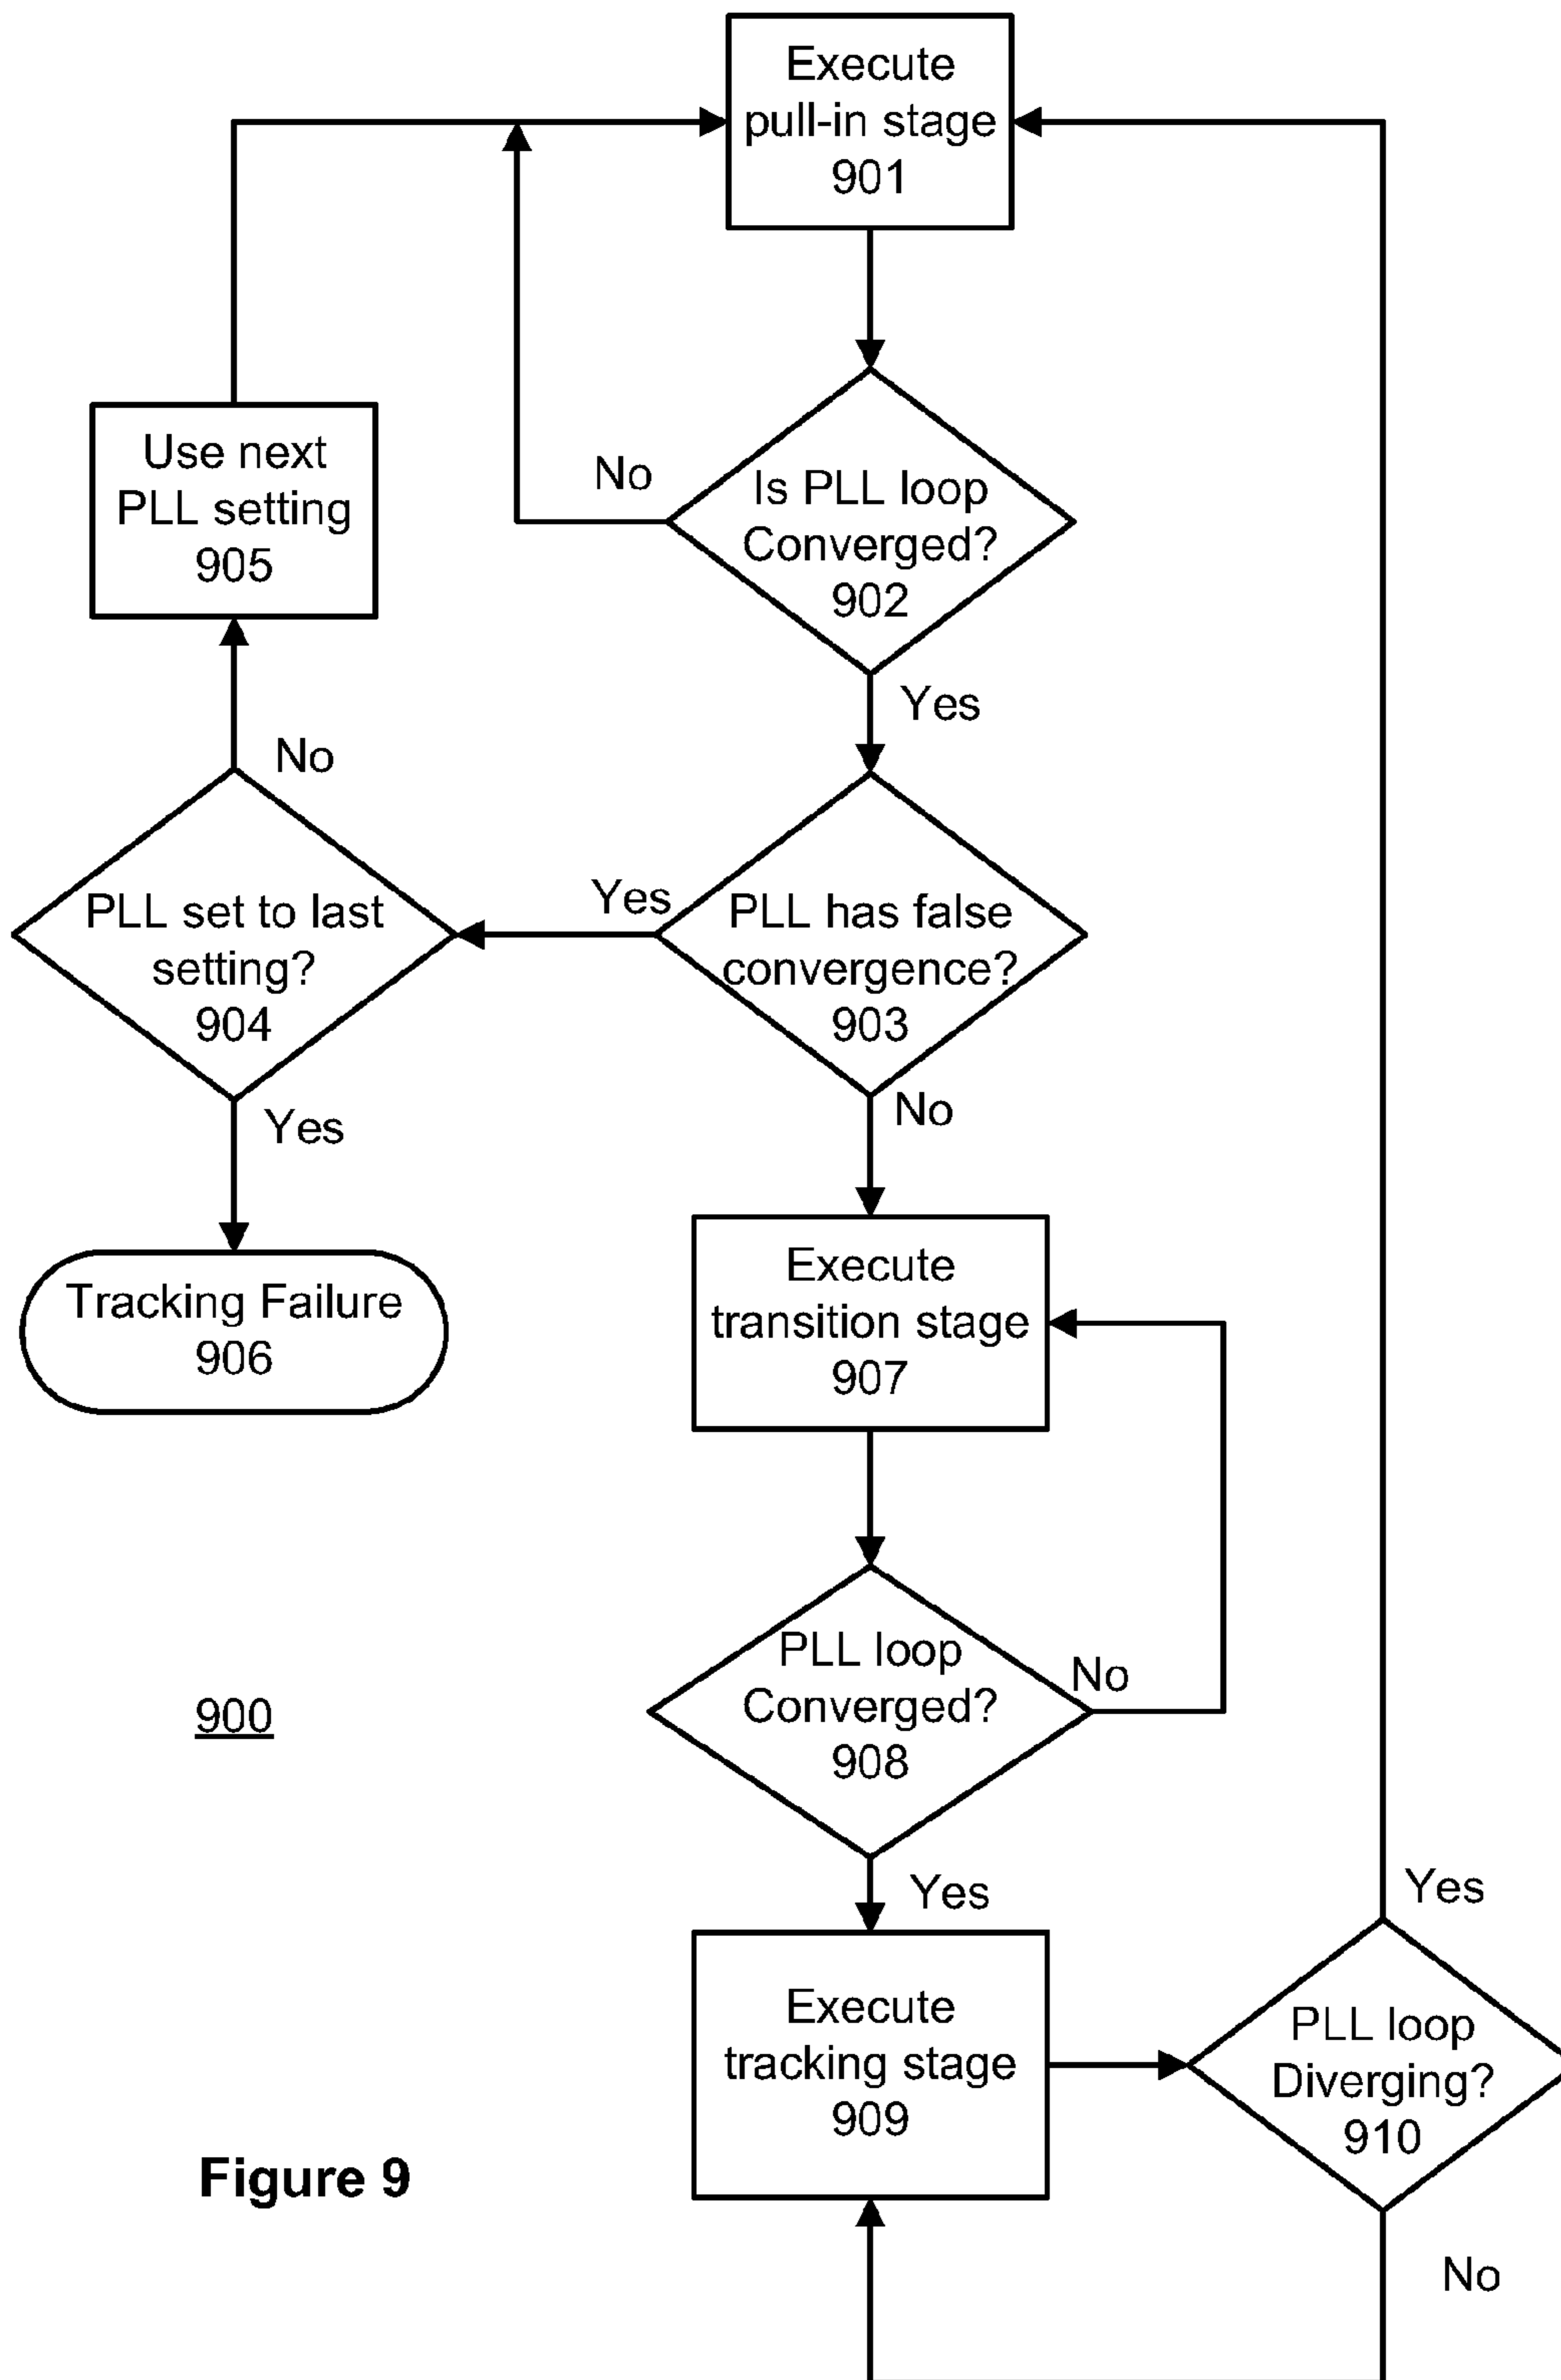 Execute
pull-in stage
901
Use next
PLL setting
905
No
Is PLL loop
Converged?
902
Yes
No
PLL set to last
setting?
904
Yes
PLL has false
convergence?
903
Yes
No
Tracking Failure
906
Execute
transition stage
907
PLL loop
Converged?
908
No
900
Yes
Yes
Execute
tracking stage
909
PLL loop
Diverging?
910
Figure 9
No